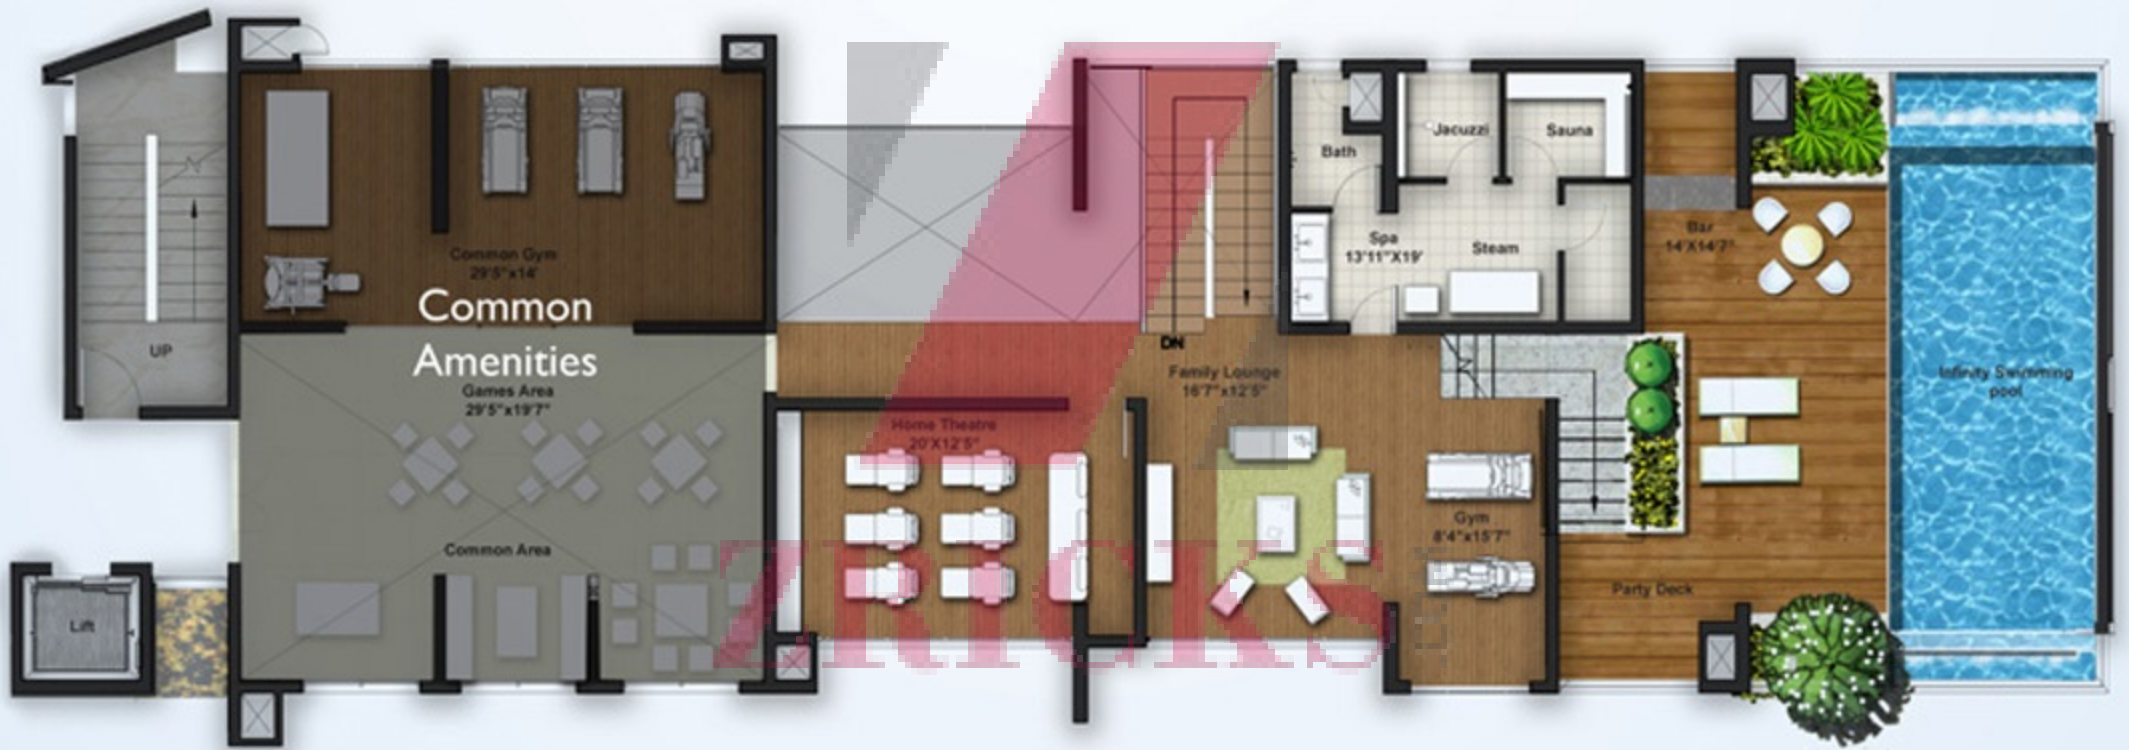 Common Gym
29'5"x14'
Common
Amenities
UP
Games Area
29'5"x19'7"
Common Area
Lift
Home Theatre
20'X12'5"
DN
Family Lounge
16'7"x12'5"
Bath
Jacuzzi
Sauna
Spa
13'11"X19'
Steam
Gym
8'4"x15'7"
Bar
14'X14'7"
Party Deck
Infinity Swimming
pool
ZRICKS